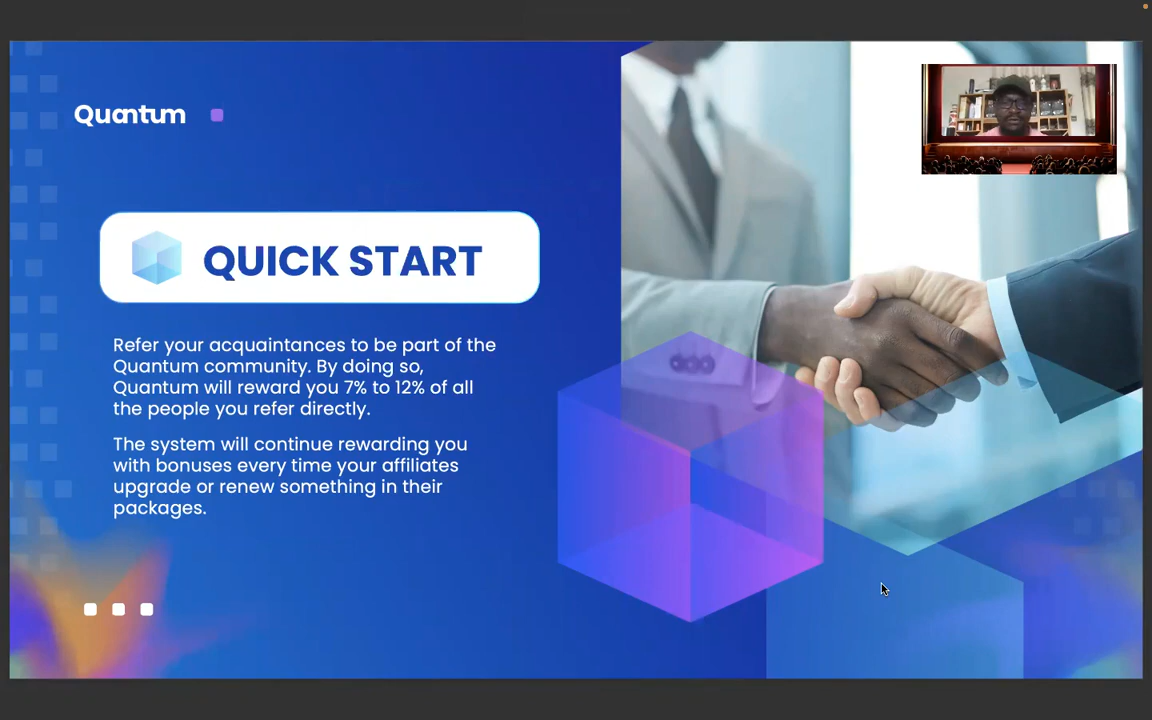 Quantum
QUICK START
Refer your acquaintances to be part of the
Quantum community. By doing so,
Quantum will reward you 7% to 12% of all
the people you refer directly.
The system will continue rewarding you
with bonuses every time your affiliates
upgrade or renew something in their
packages.